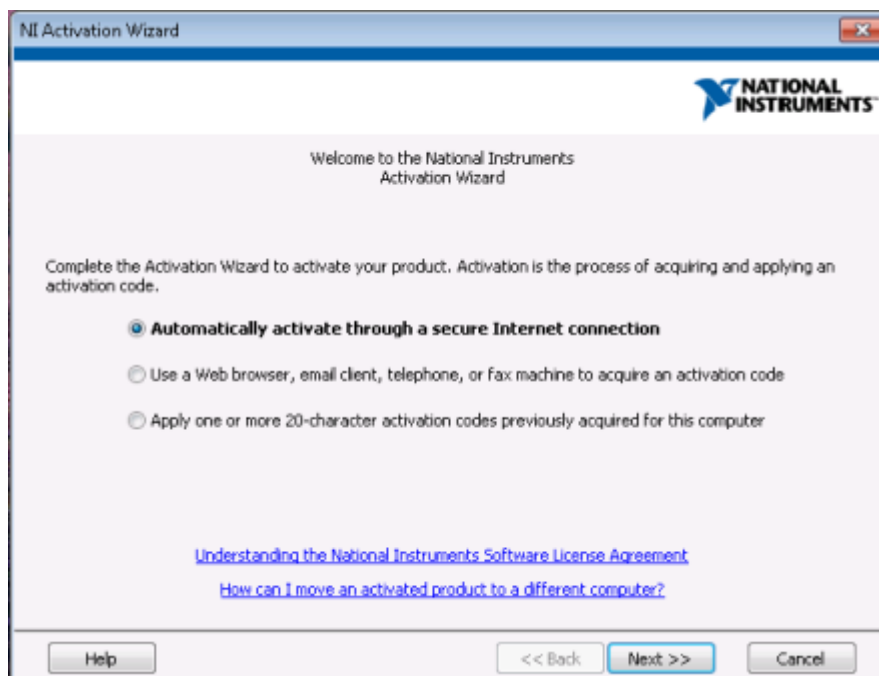 NI Activation Wizard
NATIONAL
INSTRUMENTS™
Welcome to the National Instruments
Activation Wizard
Complete the Activation Wizard to activate your product. Activation is the process of acquiring and applying an
activation code.
Automatically activate through a secure Internet connection
Use a Web browser, email client, telephone, or fax machine to acquire an activation code
Apply one or more 20-character activation codes previously acquired for this computer
Understanding the National Instruments Software License Agreement
How can I move an activated product to a different computer?
Help
<< Back
Next >>
Cancel